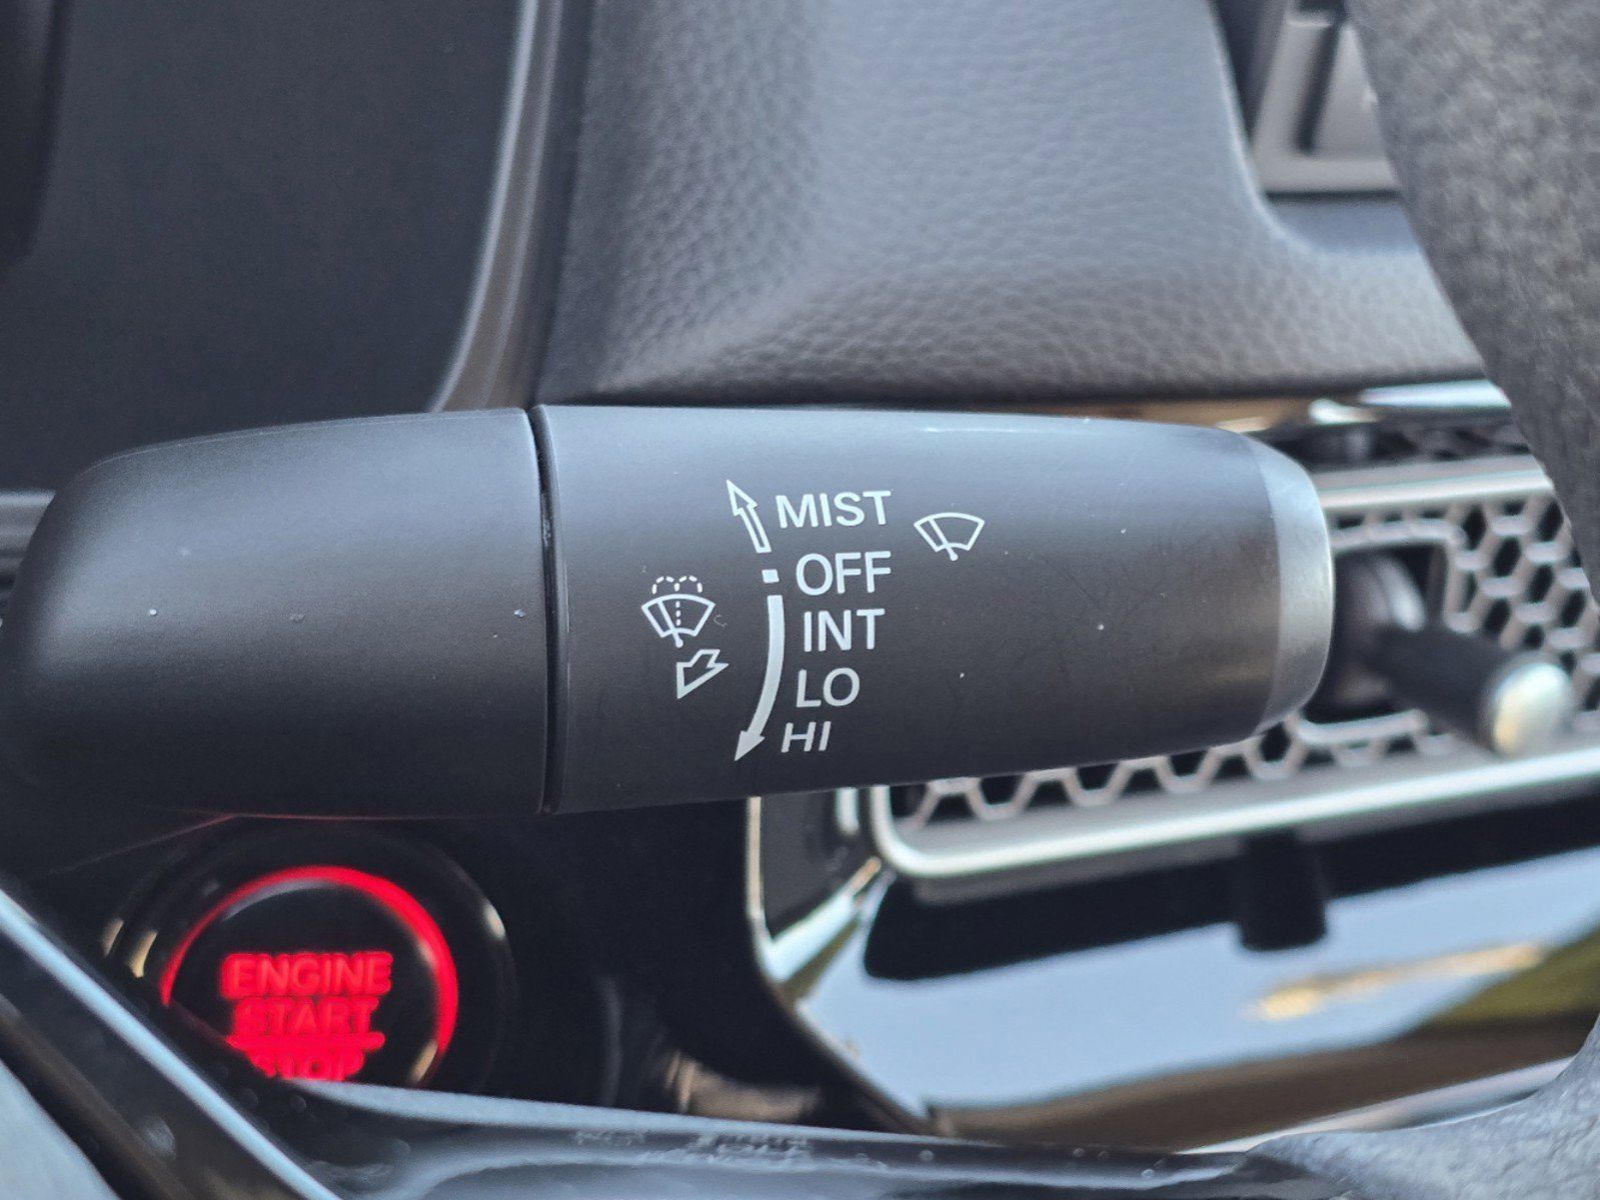 MIST
OFF
INT
LO
HI
ENGINE
START
STOP